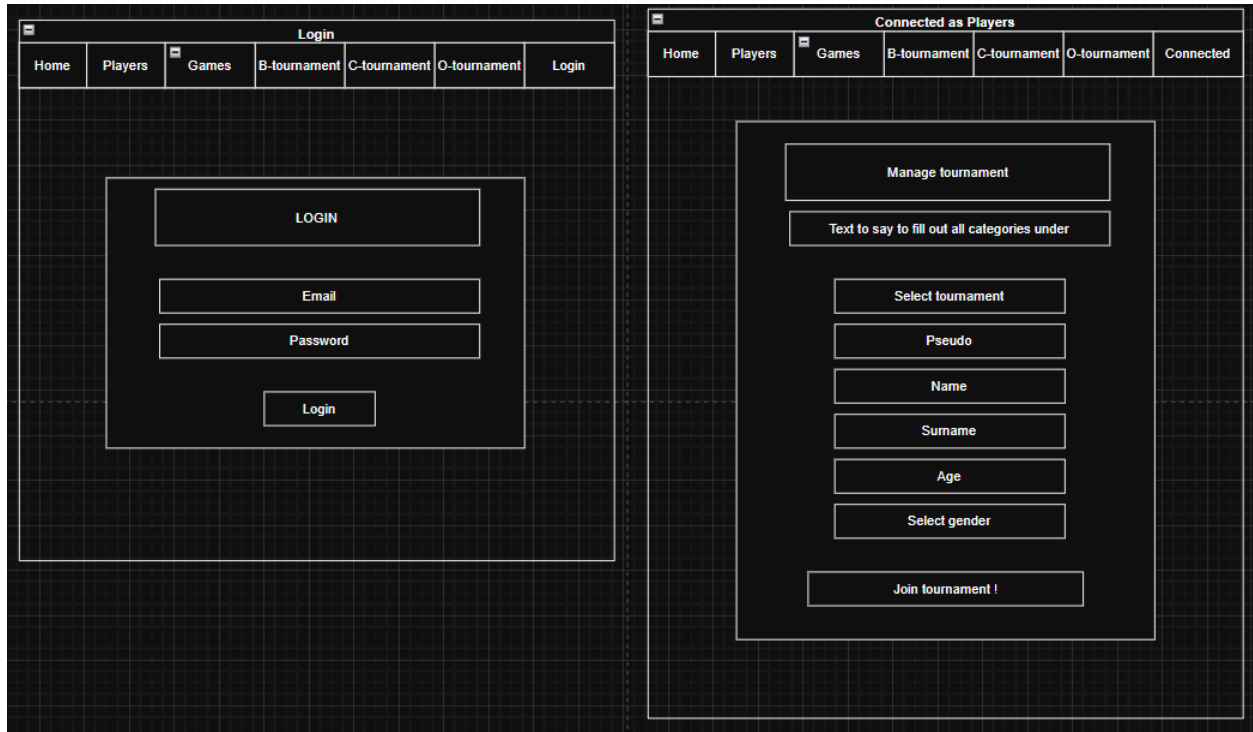 Login
Home Players Games B-tournament C-tournament O-tournament Login
LOGIN
Email
Password
Login
Connected as Players
Home Players Games B-tournament C-tournament O-tournament Connected
Manage tournament
Text to say to fill out all categories under
Select tournament
Pseudo
Name
Surname
Age
Select gender
Join tournament !